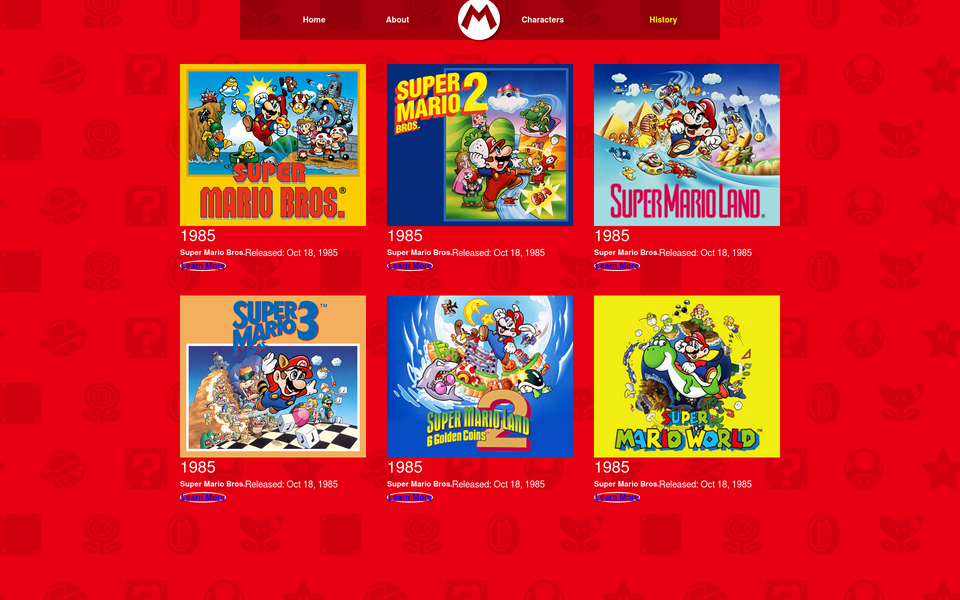 Home About M Characters History
SUPER
MARIO BROS.®
1985
Super Mario Bros.Released: Oct 18, 1985
Learn More
SUPER
MARIO 2
BROS.
1985
Super Mario Bros.Released: Oct 18, 1985
Learn More
SUPER MARIO LAND®
1985
Super Mario Bros.Released: Oct 18, 1985
Learn More
SUPER
MARIO 3™
1985
Super Mario Bros.Released: Oct 18, 1985
Learn More
SUPER MARIO LAND 2
6 Golden Coins
1985
Super Mario Bros.Released: Oct 18, 1985
Learn More
SUPER
MARIO WORLD™
1985
Super Mario Bros.Released: Oct 18, 1985
Learn More